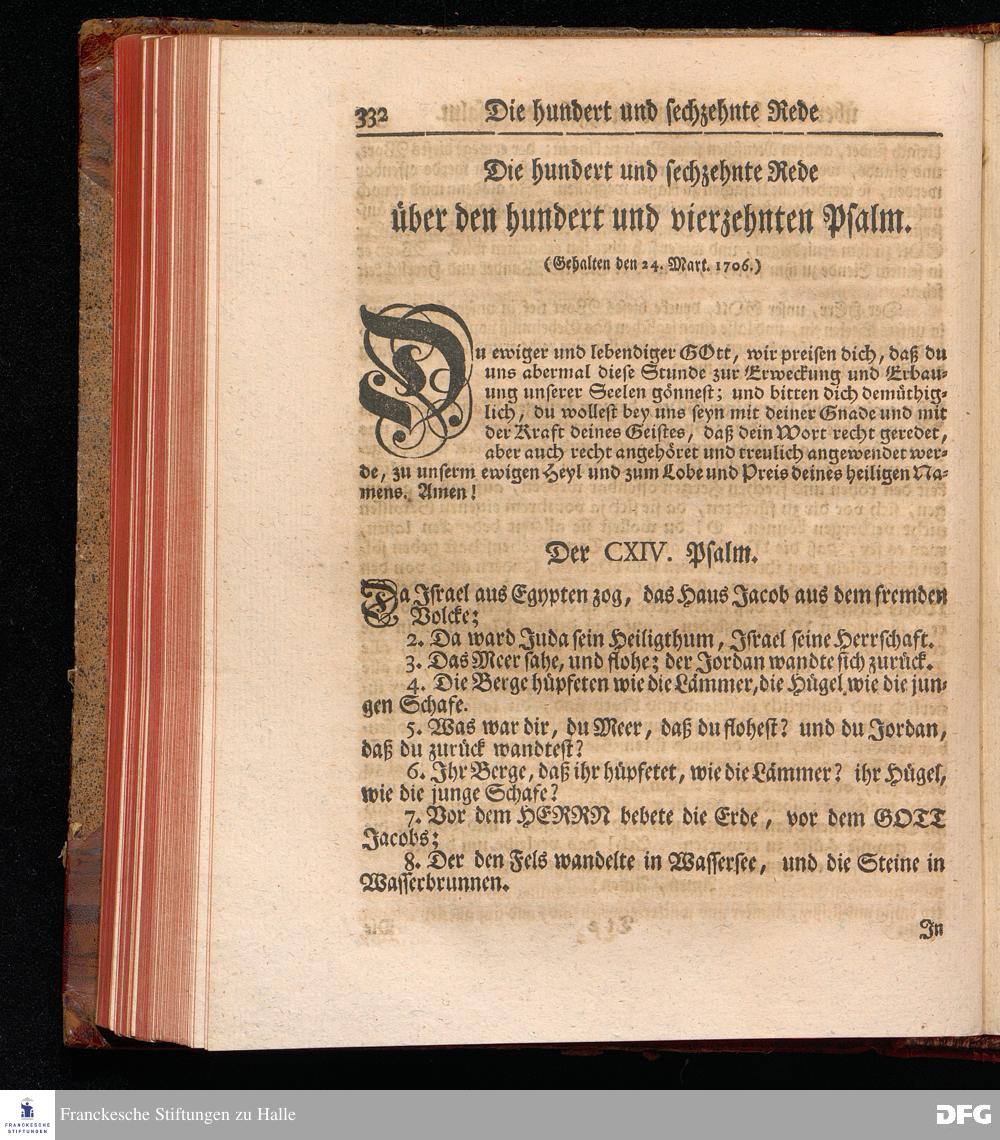 332 Die hundert und sechzehnte Rede
Die hundert und sechzehnte Rede
über den hundert und vierzehnten Psalm.
(Gehalten den 24. Mart. 1706.)
Du ewiger und lebendiger GOtt, wir preisen dich, daß du
uns abermal diese Stunde zur Erweckung und Erbau-
ung unserer Seelen gönnest; und bitten dich demüthig-
lich, du wollest bey uns seyn mit deiner Gnade und mit
der Kraft deines Geistes, daß dein Wort recht geredet,
aber auch recht angehöret und treulich angewendet wer-
de, zu unserm ewigen Heyl und zum Lobe und Preis deines heiligen Na-
mens. Amen!
Der CXIV. Psalm.
Da Israel aus Egypten zog, das Haus Jacob aus dem fremden
Volcke;
2. Da ward Juda sein Heiligthum, Israel seine Herrschaft.
3. Das Meer sahe, und flohe; der Jordan wandte sich zurück.
4. Die Berge hüpfeten wie die Lämmer, die Hügel wie die jun-
gen Schafe.
5. Was war dir, du Meer, daß du flohest? und du Jordan,
daß du zurück wandtest?
6. Ihr Berge, daß ihr hüpfetet, wie die Lämmer? ihr Hügel,
wie die junge Schafe?
7. Vor dem HERRN bebete die Erde, vor dem GOTT
Jacobs;
8. Der den Fels wandelte in Wassersee, und die Steine in
Wasserbrunnen.
In
FRANCKESCHE
STIFTUNGEN
Franckesche Stiftungen zu Halle
DFG